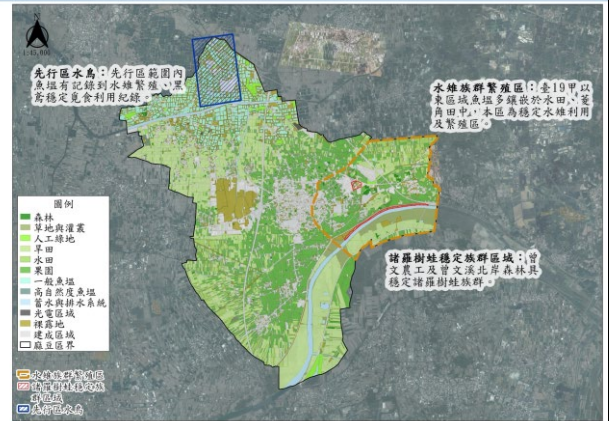 N
先行區水鳥：先行區範圍內
魚塭有記錄到水雉繁殖、黑
鳶穩定覓食利用紀錄。
水雉族群繁殖區：臺19甲以
東區域魚塭多鑲嵌於水田、菱
角田中，本區為穩定水雉利用
及繁殖區。
諸羅樹蛙穩定族群區域：曾
文農工及曾文溪北岸森林具
穩定諸羅樹蛙族群。
圖例
森林
草地與灌叢
人工綠地
旱田
水田
果園
一般魚塭
高自然度魚塭
蓄水與排水系統
光電區域
裸露地
建成區域
麻豆區界
水雉族群繁殖區
諸羅樹蛙穩定族
群區域
先行區水鳥